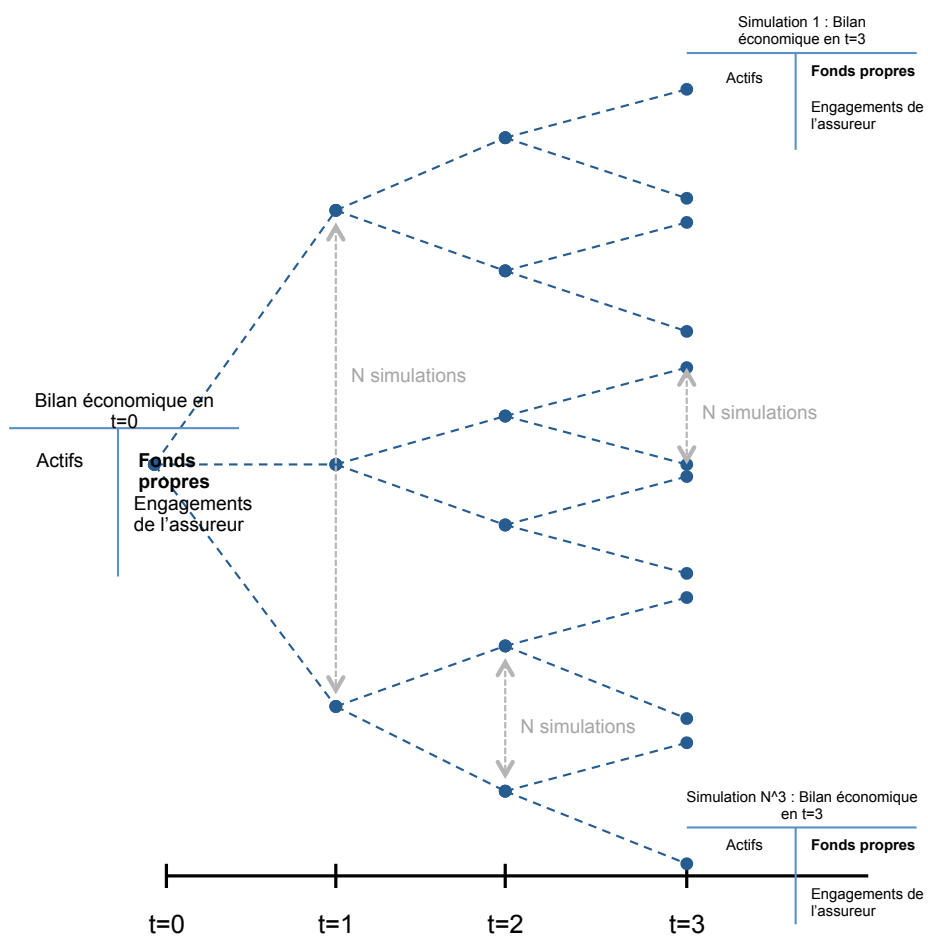 Simulation 1 : Bilan
économique en t=3
Actifs
Fonds propres
Engagements de
l'assureur
N simulations
Bilan économique en
t=0
Actifs
Fonds
propres
Engagements
de l'assureur
N simulations
N simulations
Simulation N^3 : Bilan économique
en t=3
Actifs
Fonds propres
Engagements de
l'assureur
t=0
t=1
t=2
t=3